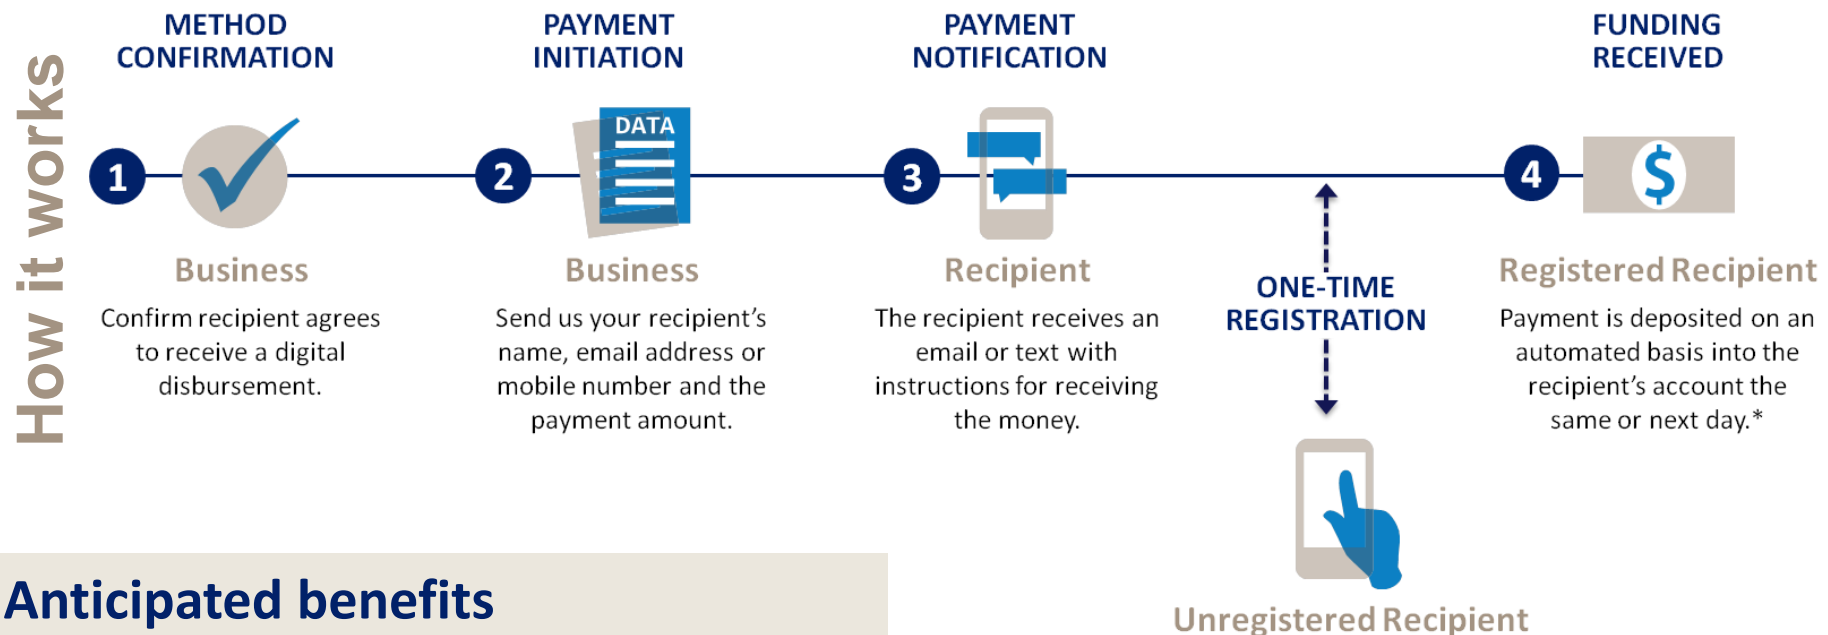 How it works
METHOD
CONFIRMATION
1
Business
Confirm recipient agrees
to receive a digital
disbursement.
PAYMENT
INITIATION
2
DATA
Business
Send us your recipient’s
name, email address or
mobile number and the
payment amount.
PAYMENT
NOTIFICATION
3
Recipient
The recipient receives an
email or text with
instructions for receiving
the money.
ONE-TIME
REGISTRATION
Unregistered Recipient
FUNDING
RECEIVED
4
$
Registered Recipient
Payment is deposited on an
automated basis into the
recipient’s account the
same or next day.*
Anticipated benefits